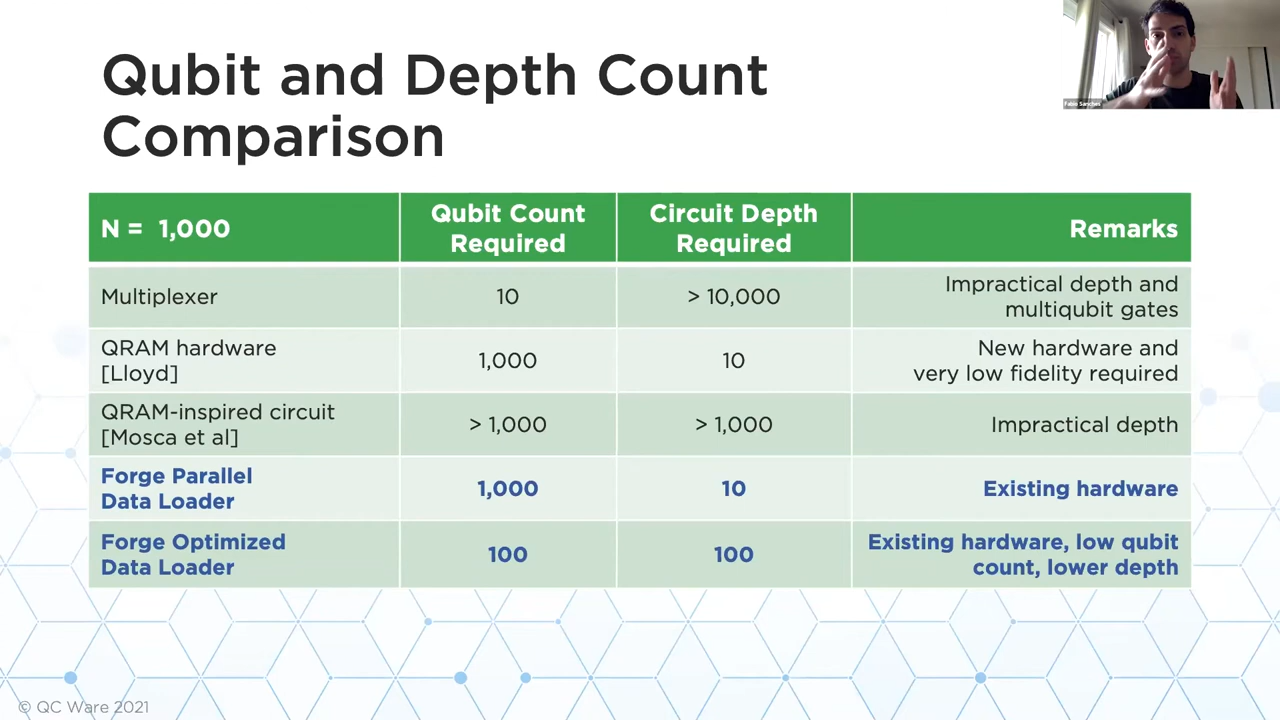 Qubit and Depth Count
Comparison
Fabio Sanches
N = 1,000
Qubit Count
Required
Circuit Depth
Required
Remarks
Multiplexer
10
> 10,000
Impractical depth and
multiqubit gates
QRAM hardware
[Lloyd]
1,000
10
New hardware and
very low fidelity required
QRAM-inspired circuit
[Mosca et al]
> 1,000
> 1,000
Impractical depth
Forge Parallel
Data Loader
1,000
10
Existing hardware
Forge Optimized
Data Loader
100
100
Existing hardware, low qubit
count, lower depth
© QC Ware 2021